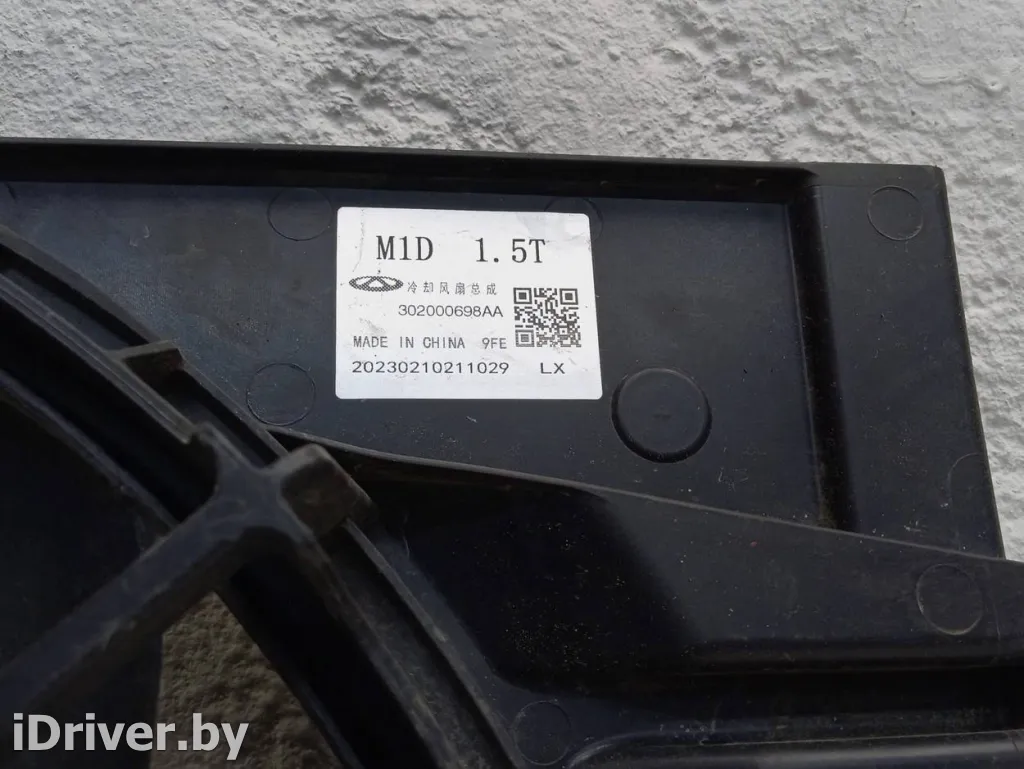 M1D 1.5T
冷却风扇总成
302000698AA
MADE IN CHINA 9FE
20230210211029 LX
iDriver.by